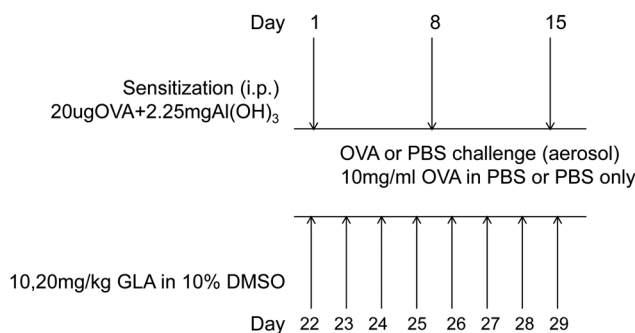 Day 1 8 15
Sensitization (i.p.)
20ugOVA+2.25mgAl(OH)₃
OVA or PBS challenge (aerosol)
10mg/ml OVA in PBS or PBS only
10,20mg/kg GLA in 10% DMSO
Day 22 23 24 25 26 27 28 29